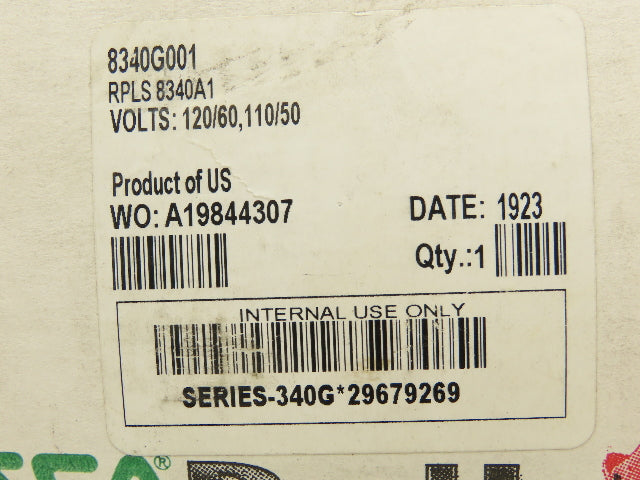 8340G001
RPLS 8340A1
VOLTS: 120/60,110/50
Product of US
WO: A19844307
DATE: 1923
Qty.:1
INTERNAL USE ONLY
SERIES-340G*29679269